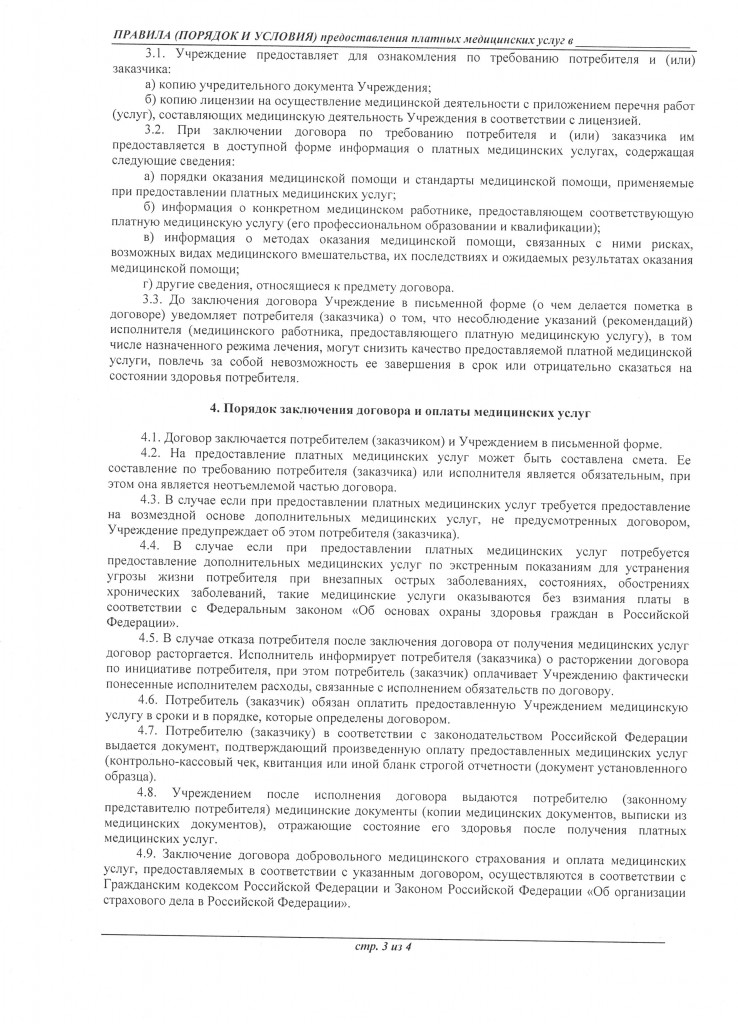 ПРАВИЛА (ПОРЯДОК И УСЛОВИЯ) предоставления платных медицинских услуг в ________________
3.1. Учреждение предоставляет для ознакомления по требованию потребителя и (или)
заказчика:
а) копию учредительного документа Учреждения;
б) копию лицензии на осуществление медицинской деятельности с приложением перечня работ
(услуг), составляющих медицинскую деятельность Учреждения в соответствии с лицензией.
3.2. При заключении договора по требованию потребителя и (или) заказчика им
предоставляется в доступной форме информация о платных медицинских услугах, содержащая
следующие сведения:
а) порядки оказания медицинской помощи и стандарты медицинской помощи, применяемые
при предоставлении платных медицинских услуг;
б) информация о конкретном медицинском работнике, предоставляющем соответствующую
платную медицинскую услугу (его профессиональном образовании и квалификации);
в) информация о методах оказания медицинской помощи, связанных с ними рисках,
возможных видах медицинского вмешательства, их последствиях и ожидаемых результатах оказания
медицинской помощи;
г) другие сведения, относящиеся к предмету договора.
3.3. До заключения договора Учреждение в письменной форме (о чем делается пометка в
договоре) уведомляет потребителя (заказчика) о том, что несоблюдение указаний (рекомендаций)
исполнителя (медицинского работника, предоставляющего платную медицинскую услугу), в том
числе назначенного режима лечения, могут снизить качество предоставляемой платной медицинской
услуги, повлечь за собой невозможность ее завершения в срок или отрицательно сказаться на
состоянии здоровья потребителя.
4. Порядок заключения договора и оплаты медицинских услуг
4.1. Договор заключается потребителем (заказчиком) и Учреждением в письменной форме.
4.2. На предоставление платных медицинских услуг может быть составлена смета. Ее
составление по требованию потребителя (заказчика) или исполнителя является обязательным, при
этом она является неотъемлемой частью договора.
4.3. В случае если при предоставлении платных медицинских услуг требуется предоставление
на возмездной основе дополнительных медицинских услуг, не предусмотренных договором,
Учреждение предупреждает об этом потребителя (заказчика).
4.4. В случае если при предоставлении платных медицинских услуг потребуется
предоставление дополнительных медицинских услуг по экстренным показаниям для устранения
угрозы жизни потребителя при внезапных острых заболеваниях, состояниях, обострениях
хронических заболеваний, такие медицинские услуги оказываются без взимания платы в
соответствии с Федеральным законом «Об основах охраны здоровья граждан в Российской
Федерации».
4.5. В случае отказа потребителя после заключения договора от получения медицинских услуг
договор расторгается. Исполнитель информирует потребителя (заказчика) о расторжении договора
по инициативе потребителя, при этом потребитель (заказчик) оплачивает Учреждению фактически
понесенные исполнителем расходы, связанные с исполнением обязательств по договору.
4.6. Потребитель (заказчик) обязан оплатить предоставленную Учреждением медицинскую
услугу в сроки и в порядке, которые определены договором.
4.7. Потребителю (заказчику) в соответствии с законодательством Российской Федерации
выдается документ, подтверждающий произведенную оплату предоставленных медицинских услуг
(контрольно-кассовый чек, квитанция или иной бланк строгой отчетности (документ установленного
образца).
4.8. Учреждением после исполнения договора выдаются потребителю (законному
представителю потребителя) медицинские документы (копии медицинских документов, выписки из
медицинских документов), отражающие состояние его здоровья после получения платных
медицинских услуг.
4.9. Заключение договора добровольного медицинского страхования и оплата медицинских
услуг, предоставляемых в соответствии с указанным договором, осуществляются в соответствии с
Гражданским кодексом Российской Федерации и Законом Российской Федерации «Об организации
страхового дела в Российской Федерации».
стр. 3 из 4